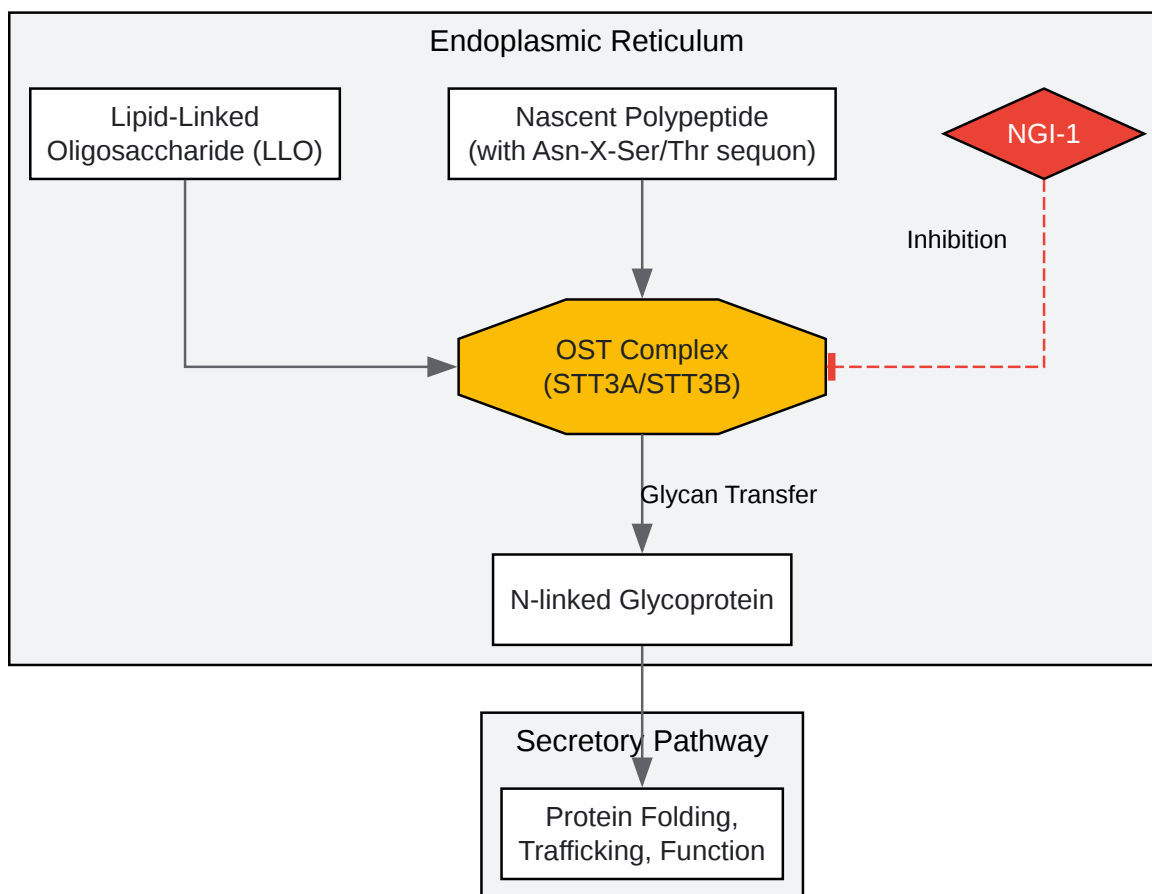 Endoplasmic Reticulum
Lipid-Linked
Oligosaccharide (LLO)
Nascent Polypeptide
(with Asn-X-Ser/Thr sequon)
NGI-1
Inhibition
OST Complex
(STT3A/STT3B)
Glycan Transfer
N-linked Glycoprotein
Secretory Pathway
Protein Folding,
Trafficking, Function